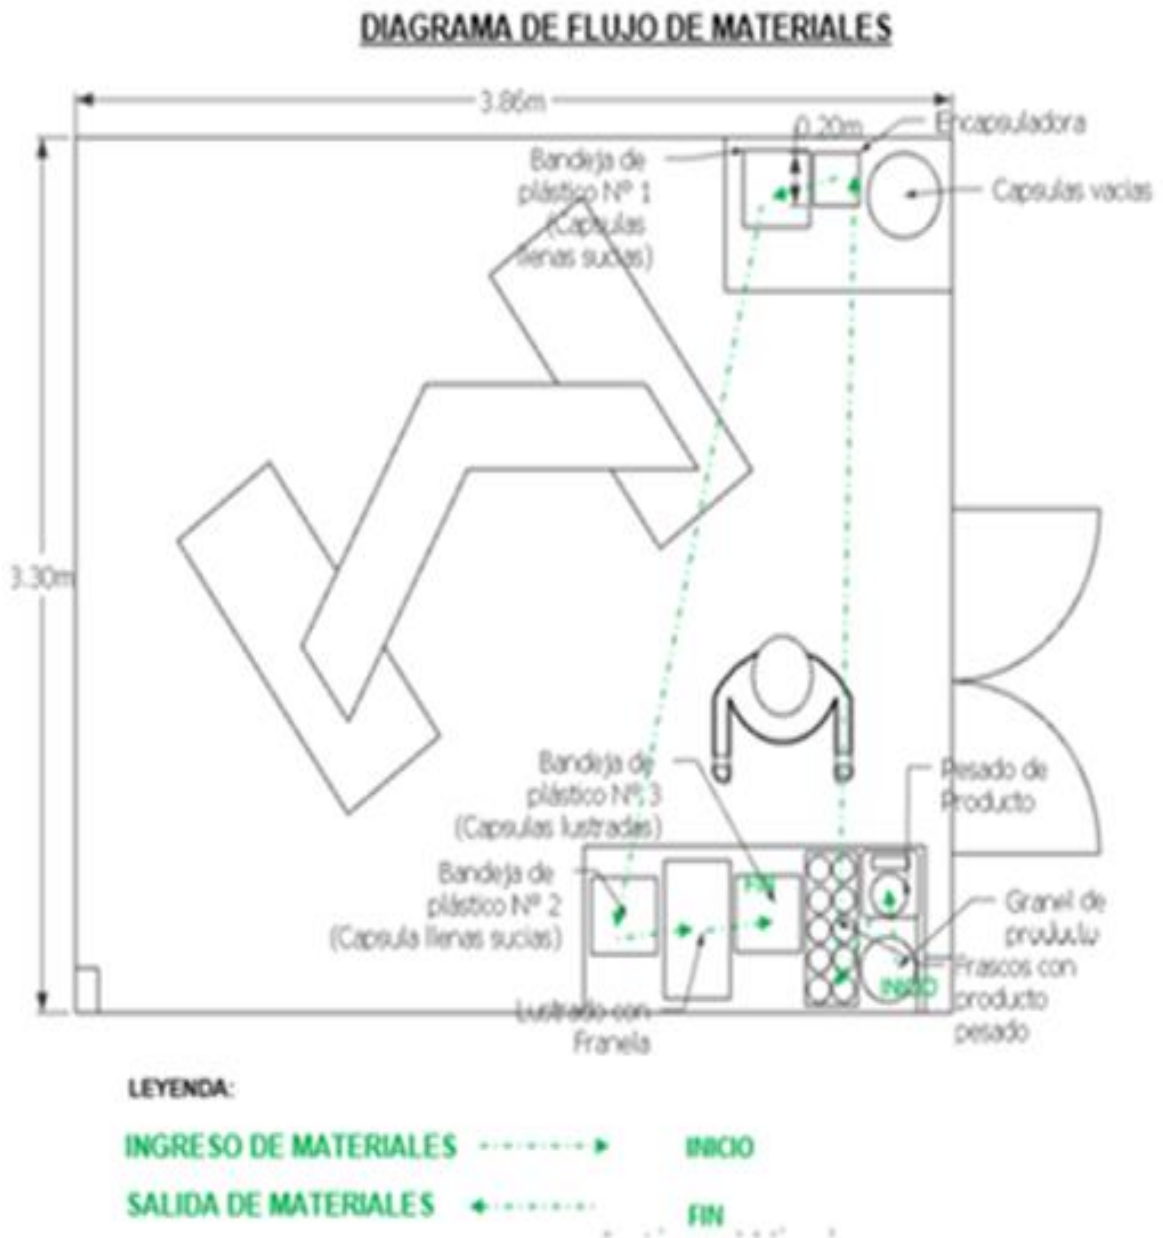 DIAGRAMA DE FLUJO DE MATERIALES
3.86m
0.20m
Encapsuladora
Bandeja de
plástico Nº 1
(Capsulas
llenas sucias)
Capsulas vacias
3.30m
Bandeja de
plástico Nº 3
(Capsulas lustradas)
Pesado de
Producto
Bandeja de
plástico Nº 2
(Capsula llenas sucias)
FIN
Granel de
producto
INICIO
Frascos con
producto
pesado
Lustrado con
Franela
LEYENDA:
INGRESO DE MATERIALES INICIO
SALIDA DE MATERIALES FIN